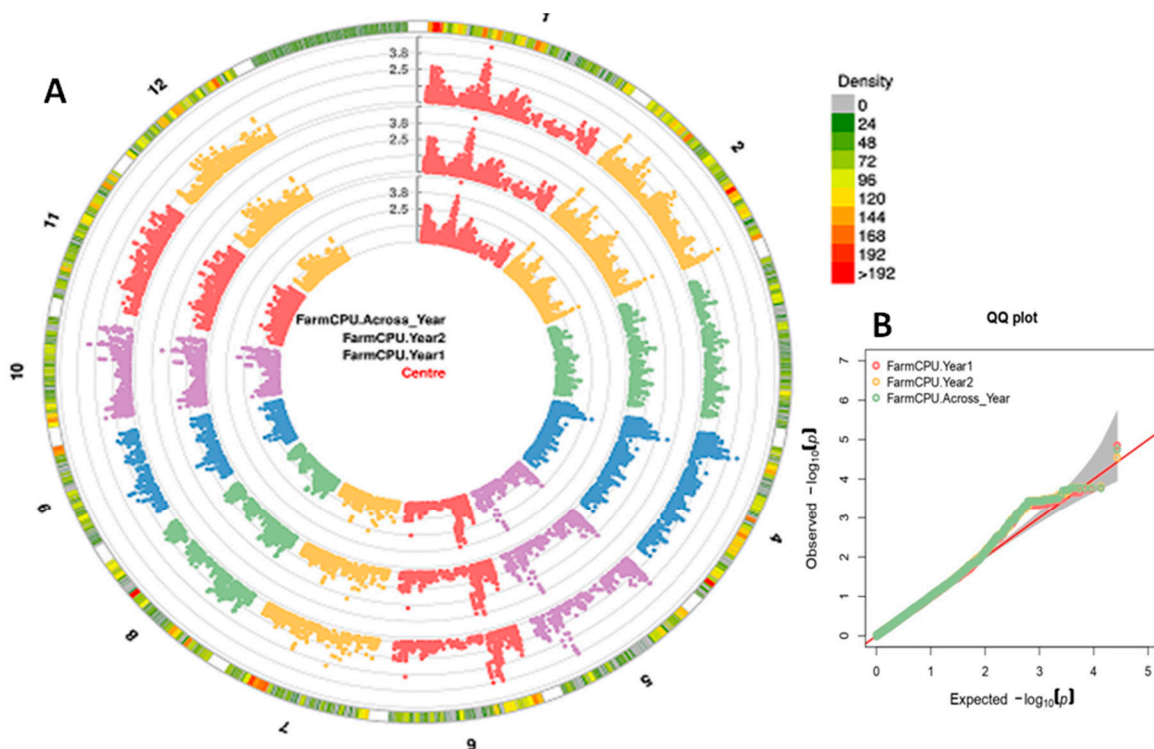 A
1
2
4
5
6
7
8
9
10
11
12
3.8
2.5
3.8
2.5
3.8
2.5
FarmCPU.Across_Year
FarmCPU.Year2
FarmCPU.Year1
Centre
Density
0
24
48
72
96
120
144
168
192
>192
B
QQ plot
FarmCPU.Year1
FarmCPU.Year2
FarmCPU.Across_Year
Observed −log10(p)
7
6
5
4
3
2
1
0
0 1 2 3 4 5
Expected −log10(p)